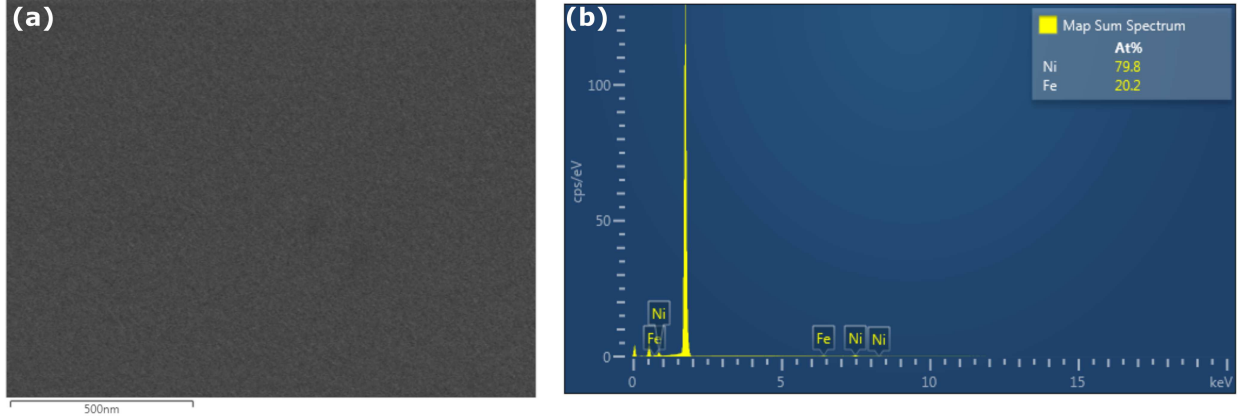 (a)
500nm
(b)
Map Sum Spectrum
At%
Ni 79.8
Fe 20.2
cps/eV
100
50
0
Ni
Fe
Fe
Ni
Ni
0 5 10 15 keV